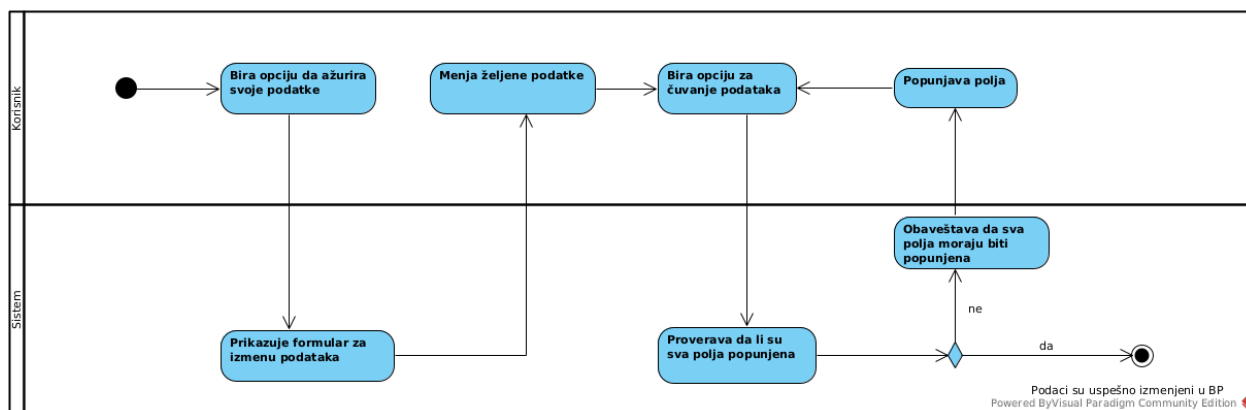 Korisnik
Bira opciju da ažurira
svoje podatke
Menja željene podatke
Bira opciju za
čuvanje podataka
Popunjava polja
Sistem
Prikazuje formular za
izmenu podataka
Proverava da li su
sva polja popunjena
Obaveštava da sva
polja moraju biti
popunjena
ne
da
Podaci su uspešno izmenjeni u BP
Powered ByVisual Paradigm Community Edition